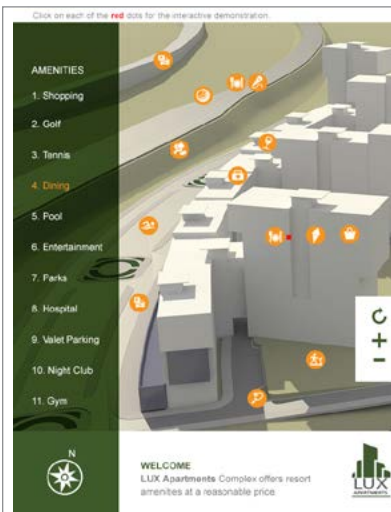 Click on each of the red dots for the interactive demonstration.
AMENITIES
1. Shopping
2. Golf
3. Tennis
4. Dining
5. Pool
6. Entertainment
7. Parks
8. Hospital
9. Valet Parking
10. Night Club
11. Gym
N
WELCOME
LUX Apartments Complex offers resort
amenities at a reasonable price
LUX
APARTMENTS